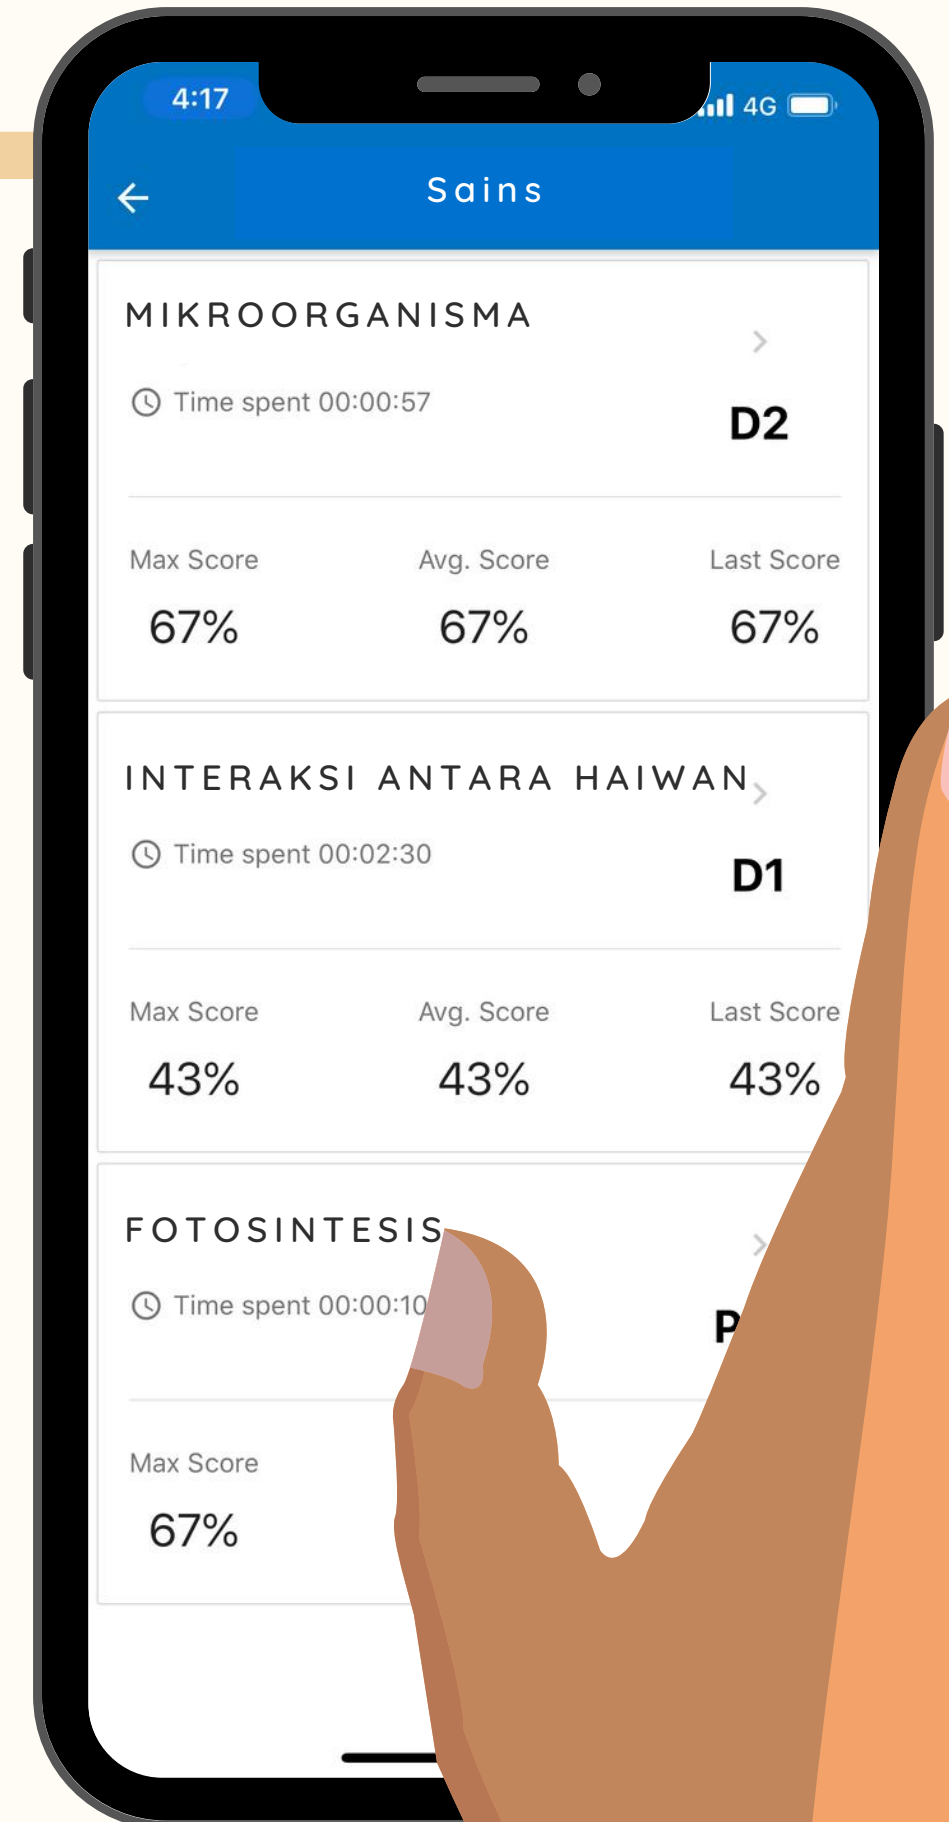 4:17
4G
Sains
MIKROORGANISMA
Time spent 00:00:57
D2
Max Score Avg. Score Last Score
67% 67% 67%
INTERAKSI ANTARA HAIWAN
Time spent 00:02:30
D1
Max Score Avg. Score Last Score
43% 43% 43%
FOTOSINTESIS
Time spent 00:00:10
Max Score
67%